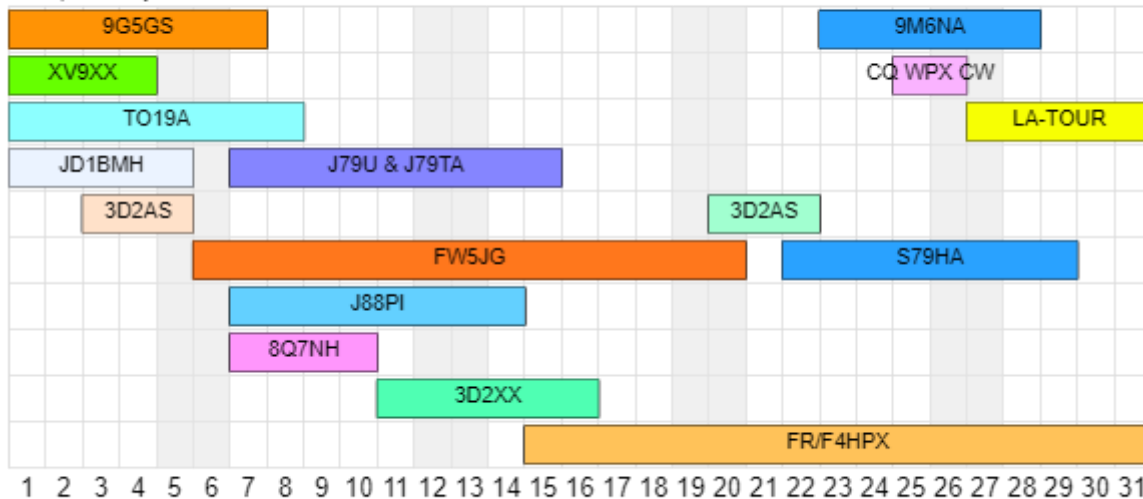 9G5GS 9M6NA
XV9XX CQ WPX CW
TO19A LA-TOUR
JD1BMH J79U & J79TA
3D2AS 3D2AS
FW5JG S79HA
J88PI
8Q7NH
3D2XX
FR/F4HPX
1 2 3 4 5 6 7 8 9 10 11 12 13 14 15 16 17 18 19 20 21 22 23 24 25 26 27 28 29 30 31